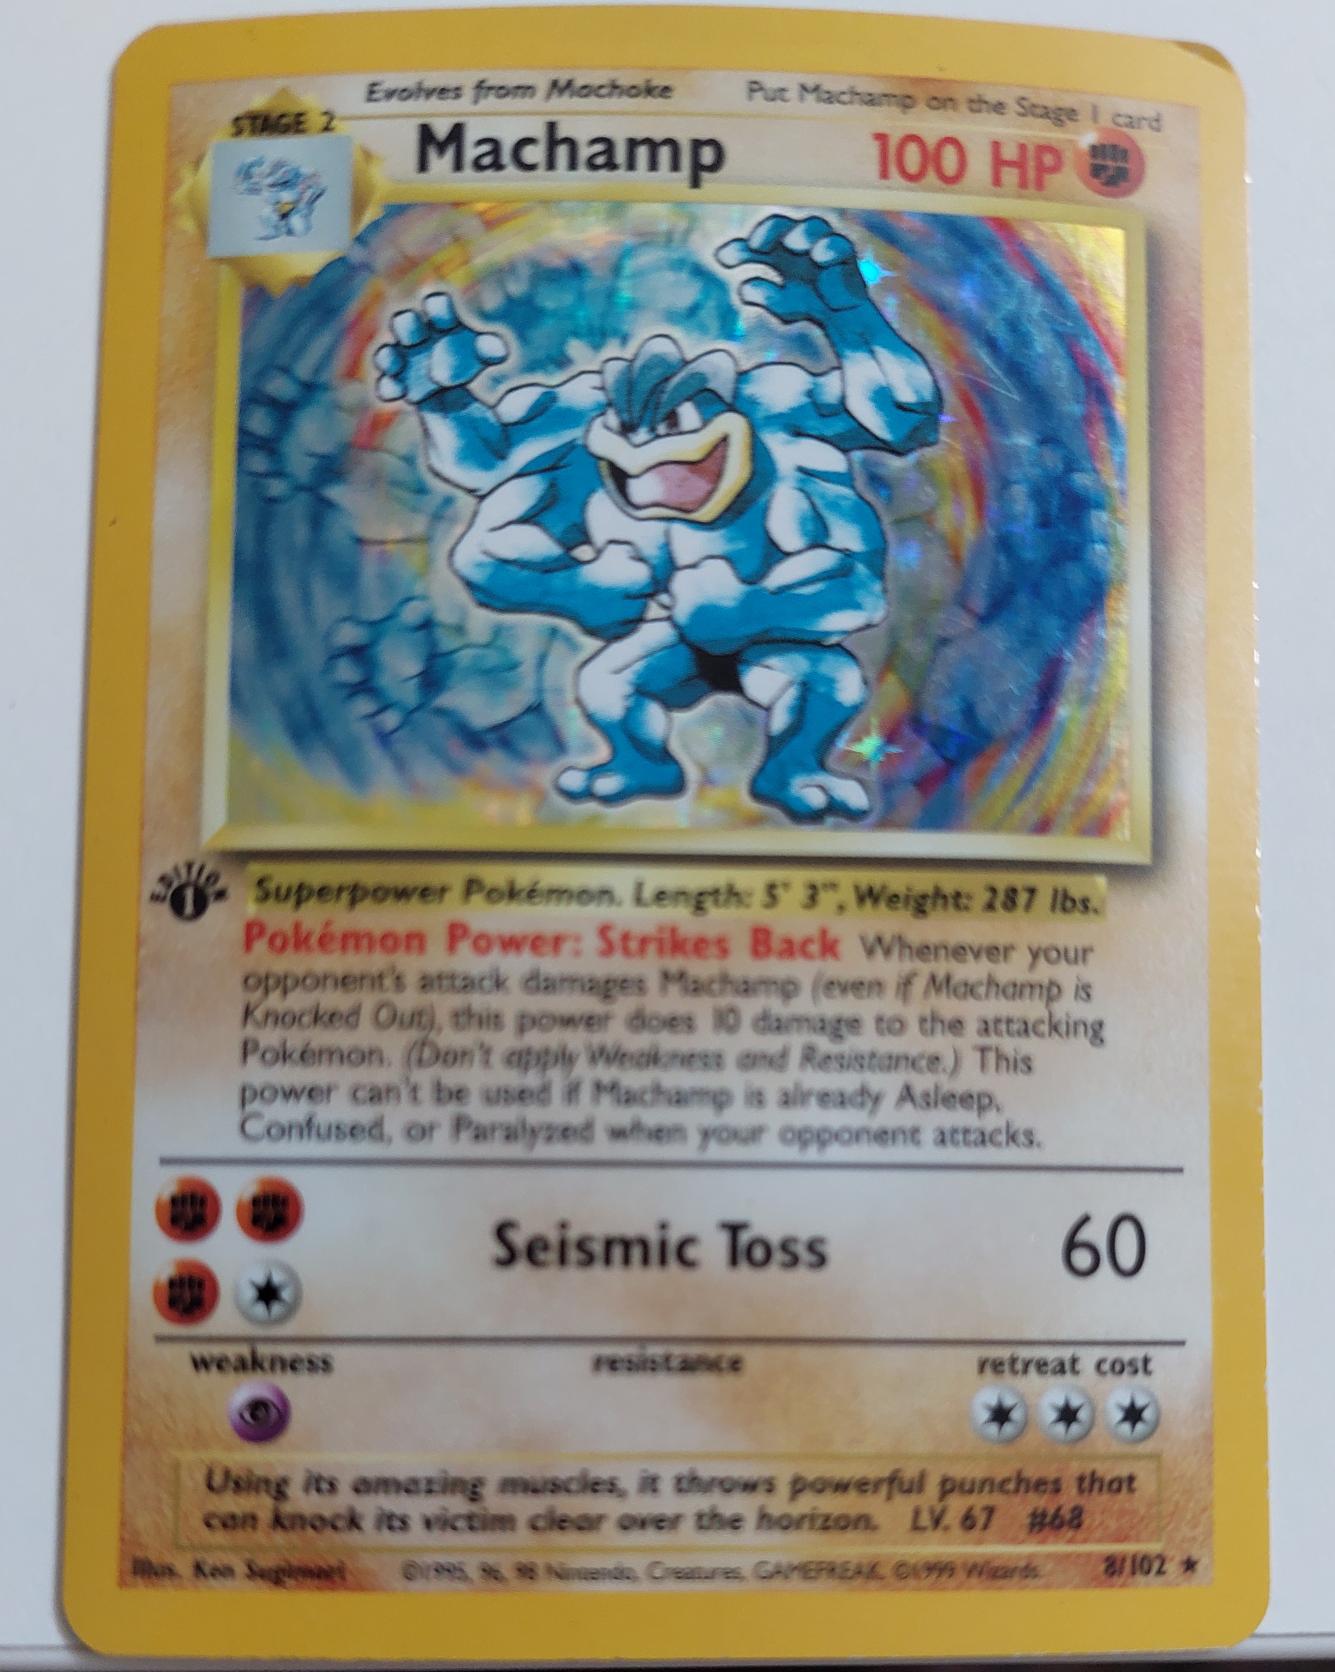 Evolves from Machoke Put Machamp on the Stage 1 card
STAGE 2
Machamp 100 HP
EDITION 1
Superpower Pokémon. Length: 5' 3", Weight: 287 lbs.
Pokémon Power: Strikes Back Whenever your
opponent's attack damages Machamp (even if Machamp is
Knocked Out), this power does 10 damage to the attacking
Pokémon. (Don't apply Weakness and Resistance.) This
power can't be used if Machamp is already Asleep,
Confused, or Paralyzed when your opponent attacks.
Seismic Toss 60
weakness resistance retreat cost
Using its amazing muscles, it throws powerful punches that
can knock its victim clear over the horizon. LV. 67 #68
Illus. Ken Sugimori ©1995, 96, 98 Nintendo, Creatures, GAMEFREAK. ©1999 Wizards. 8/102 ★